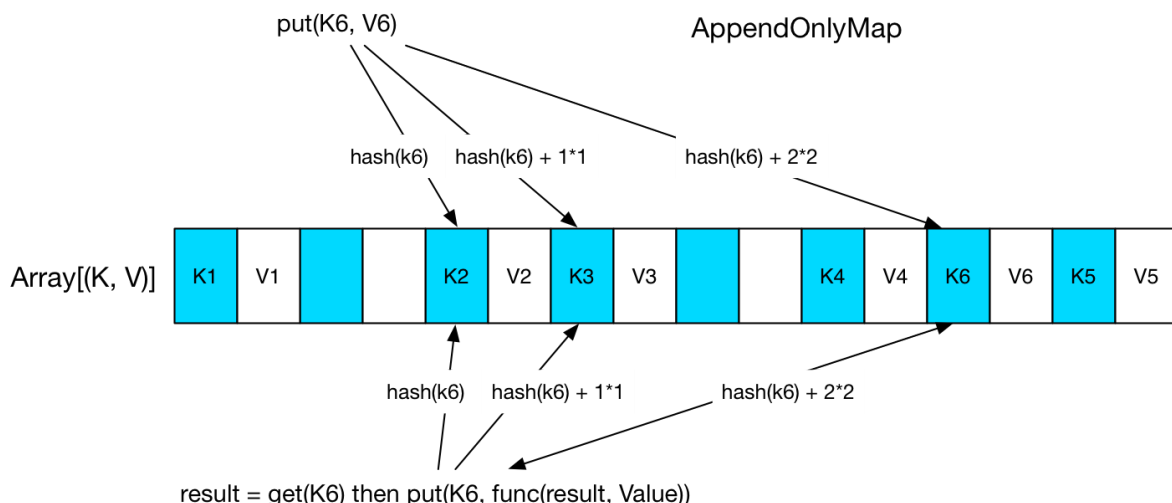 put(K6, V6)
AppendOnlyMap
hash(k6)
hash(k6) + 1*1
hash(k6) + 2*2
Array[(K, V)]
K1
V1
K2
V2
K3
V3
K4
V4
K6
V6
K5
V5
hash(k6)
hash(k6) + 1*1
hash(k6) + 2*2
result = get(K6) then put(K6, func(result, Value))